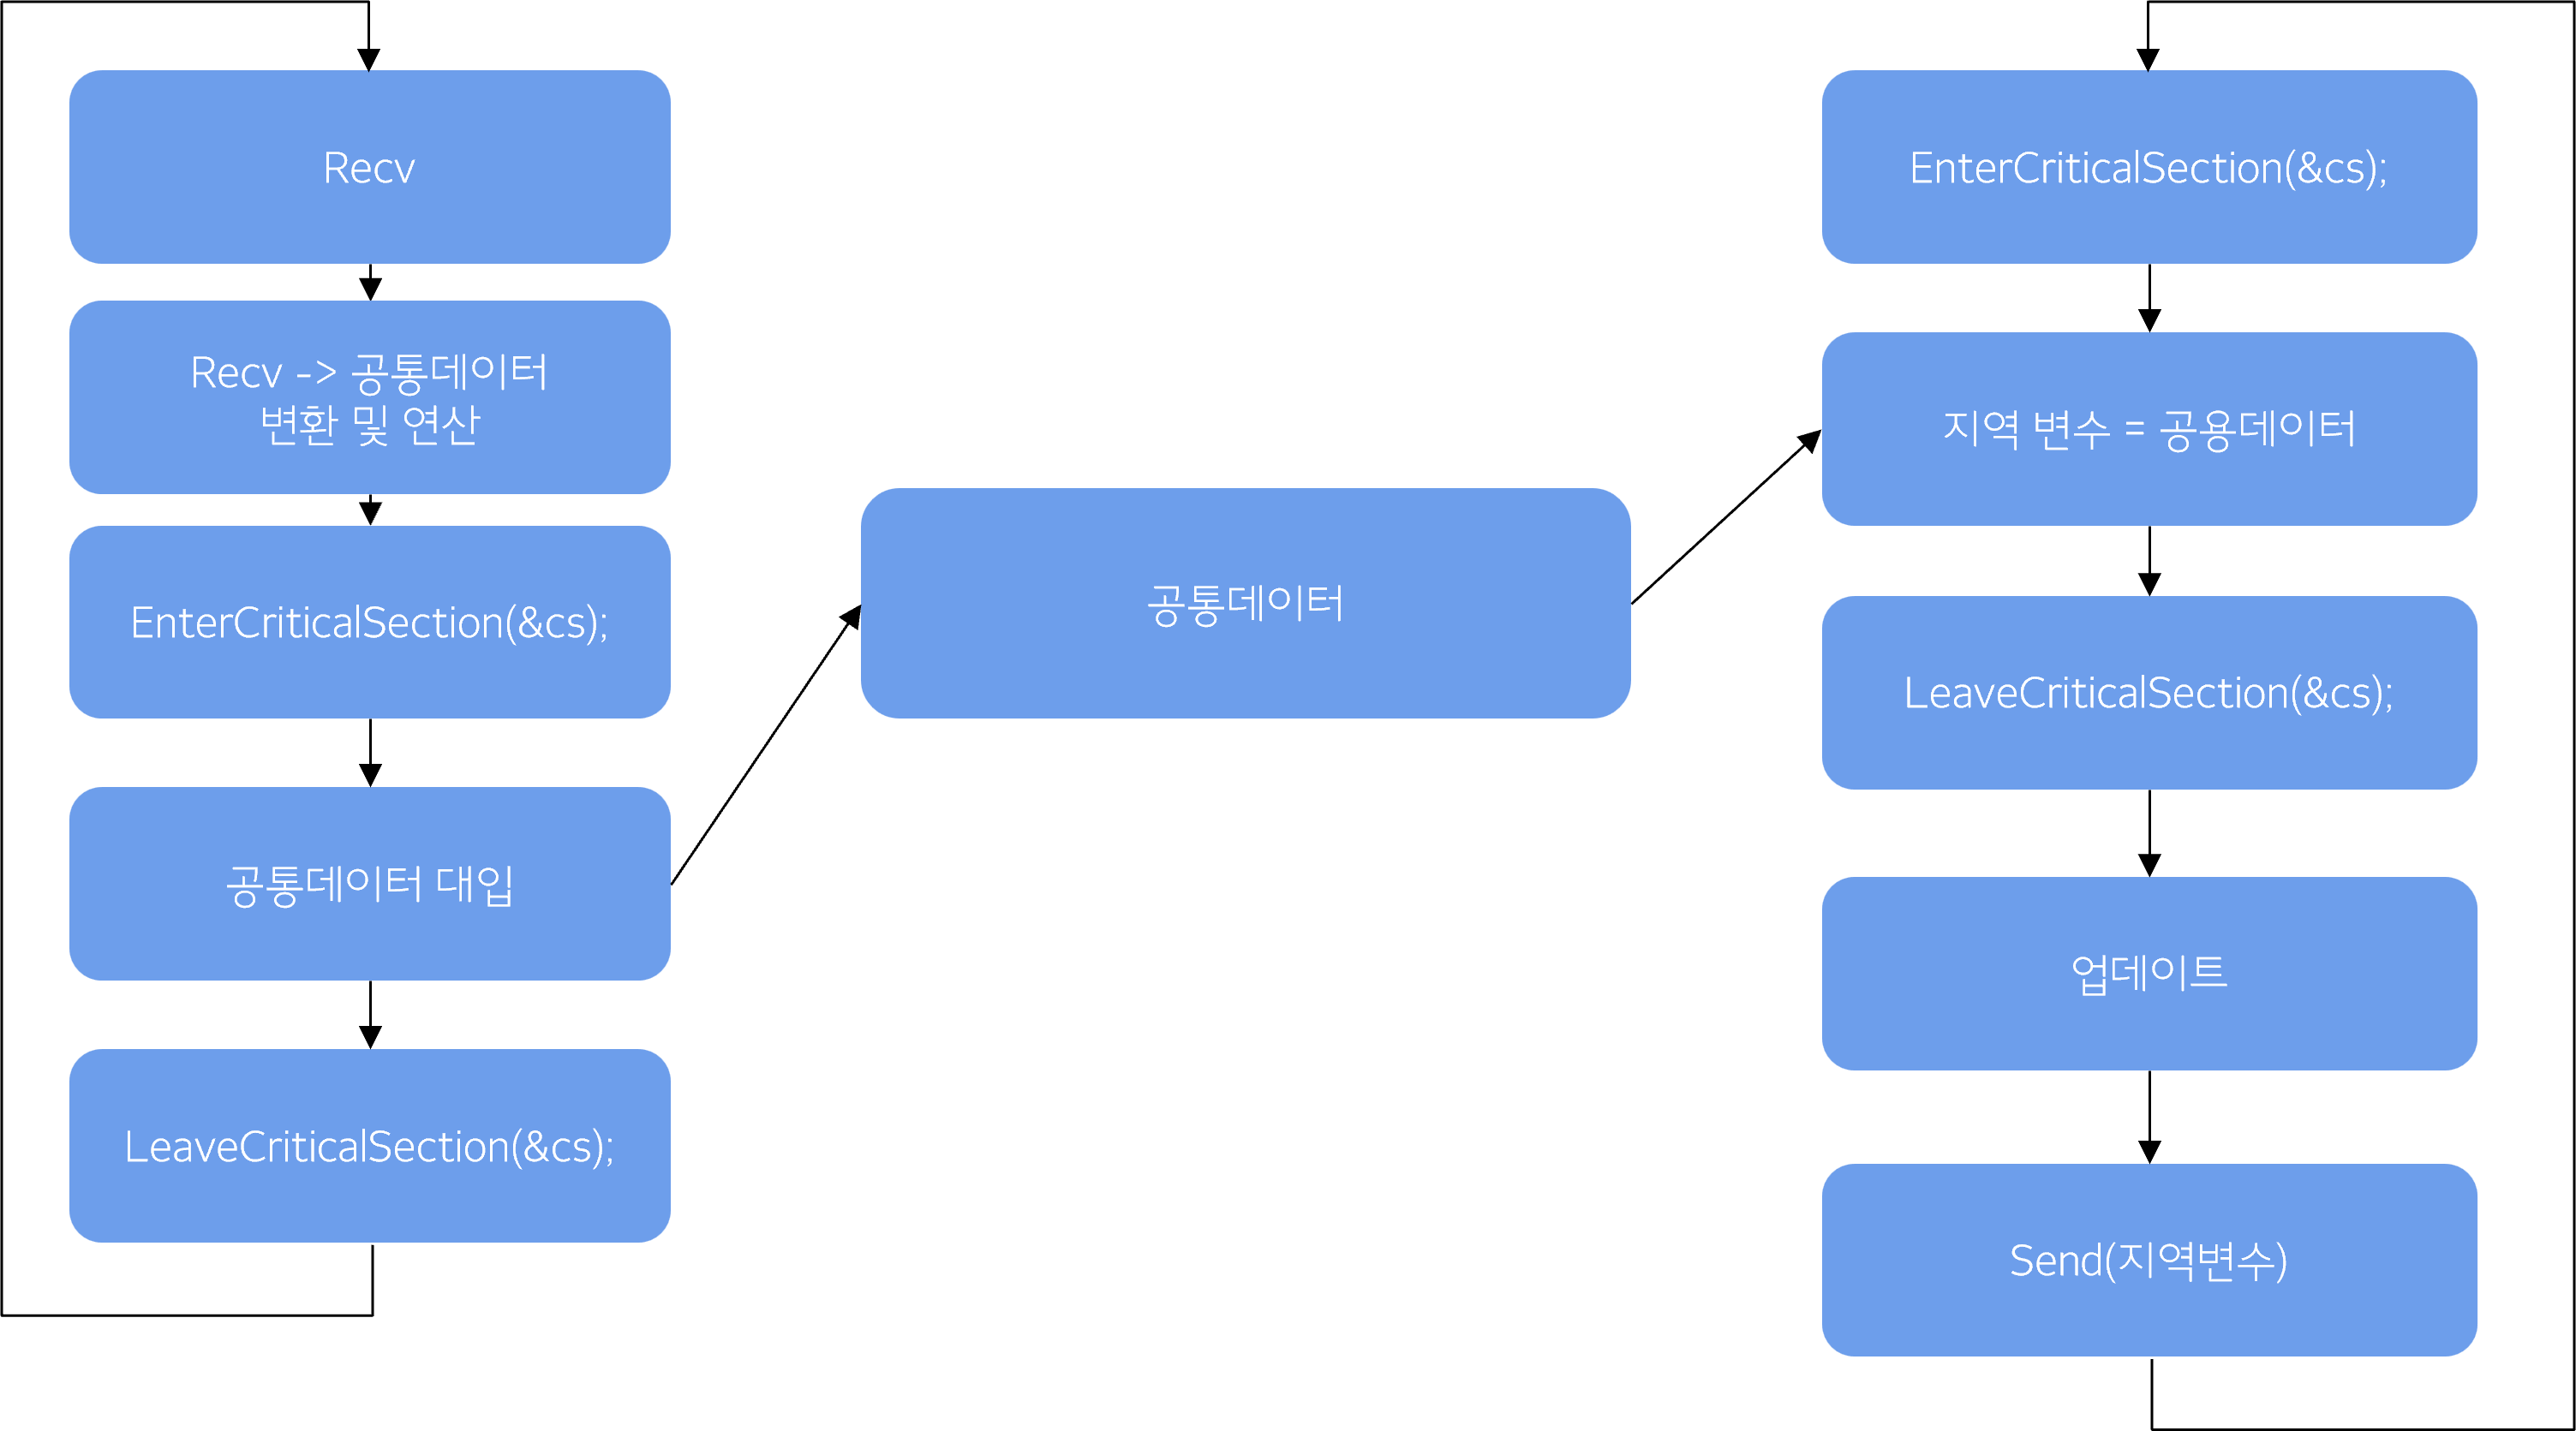 Recv
Recv -> 공통데이터
변환 및 연산
EnterCriticalSection(&cs);
공통데이터 대입
LeaveCriticalSection(&cs);
공통데이터
EnterCriticalSection(&cs);
지역 변수 = 공용데이터
LeaveCriticalSection(&cs);
업데이트
Send(지역변수)